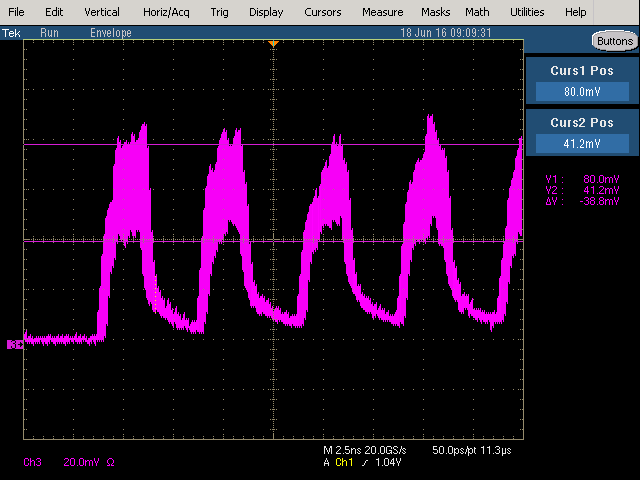 File Edit Vertical Horiz/Acq Trig Display Cursors Measure Masks Math Utilities Help
Tek Run Envelope 18 Jun 16 09:09:31 Buttons
Curs1 Pos
80.0mV
Curs2 Pos
41.2mV
V1: 80.0mV
V2: 41.2mV
ΔV: -38.8mV
Ch3 20.0mV Ω
M 2.5ns 20.0GS/s 50.0ps/pt 11.3µs
A Ch1 ∕ 1.04V